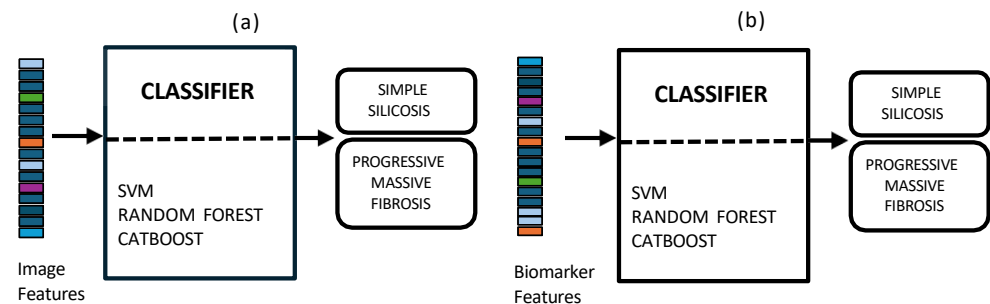 (a)
CLASSIFIER
SVM
RANDOM FOREST
CATBOOST
SIMPLE
SILICOSIS
PROGRESSIVE
MASSIVE
FIBROSIS
Image
Features
(b)
CLASSIFIER
SVM
RANDOM FOREST
CATBOOST
SIMPLE
SILICOSIS
PROGRESSIVE
MASSIVE
FIBROSIS
Biomarker
Features